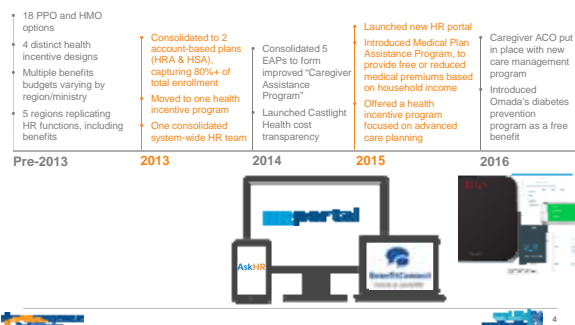 18 PPO and HMO
options
4 distinct health
incentive designs
Multiple benefits
budgets varying by
region/ministry
5 regions replicating
HR functions, including
benefits
Pre-2013
Consolidated to 2
account-based plans
(HRA & HSA),
capturing 80%+ of
total enrollment
Moved to one health
incentive program
One consolidated
system-wide HR team
2013
Consolidated 5
EAPs to form
improved “Caregiver
Assistance
Program”
Launched Castlight
Health cost
transparency
2014
Launched new HR portal
Introduced Medical Plan
Assistance Program, to
provide free or reduced
medical premiums based
on household income
Offered a health
incentive program
focused on advanced
care planning
2015
Caregiver ACO put
in place with new
care management
program
Introduced
Omada’s diabetes
prevention
program as a free
benefit
2016
portal
AskHR
4